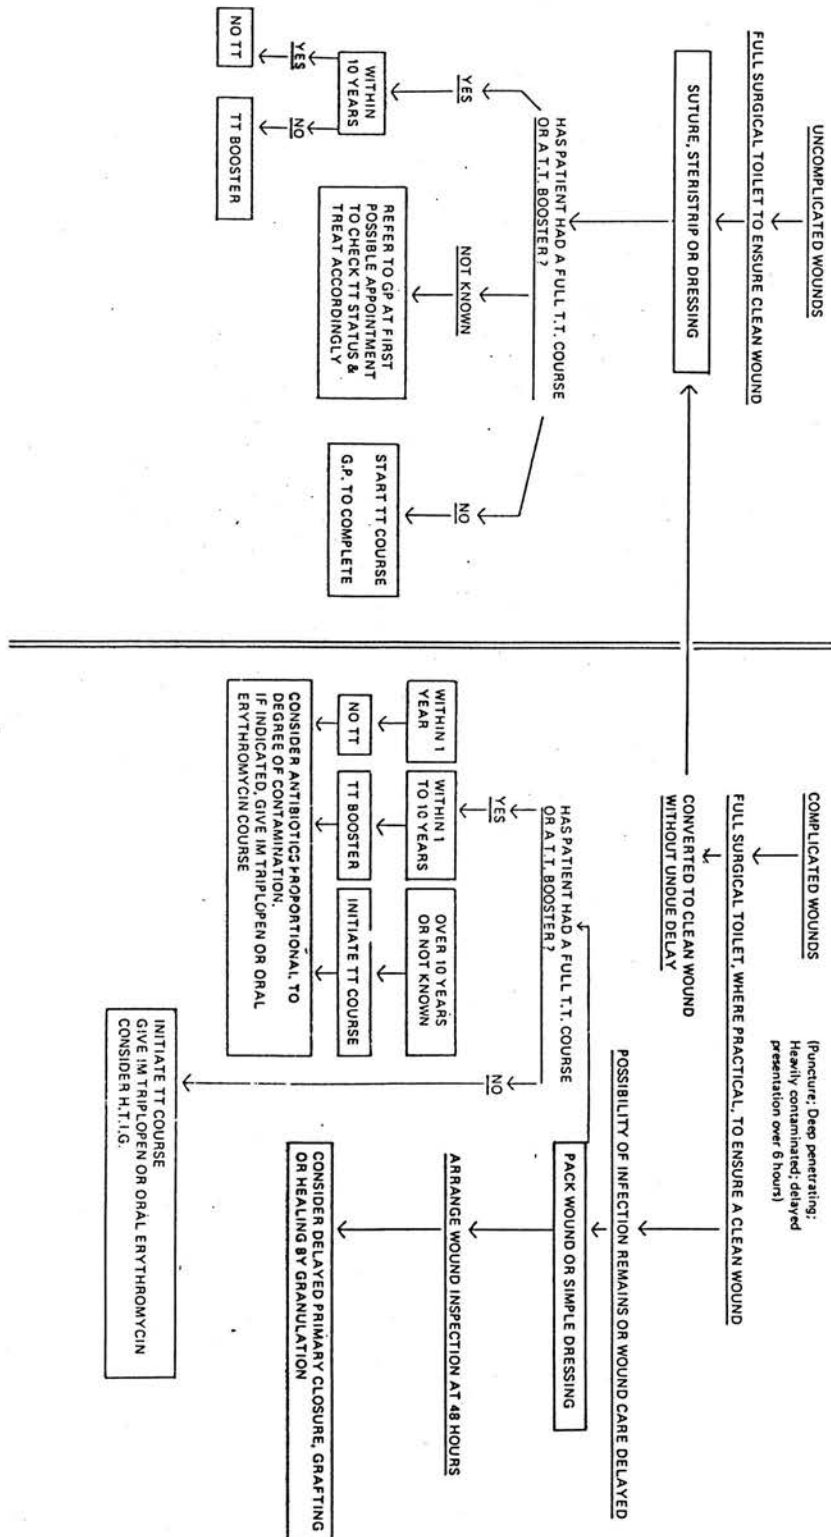 UNCOMPLICATED WOUNDS
FULL SURGICAL TOILET TO ENSURE CLEAN WOUND
SUTURE, STERISTRIP OR DRESSING
HAS PATIENT HAD A FULL T.T. COURSE
OR A T.T. BOOSTER?
YES
WITHIN
10 YEARS
YES
NO TT
NO
TT BOOSTER
NOT KNOWN
REFER TO GP AT FIRST
POSSIBLE APPOINTMENT
TO CHECK TT STATUS &
TREAT ACCORDINGLY
NO
START TT COURSE
G.P. TO COMPLETE
COMPLICATED WOUNDS
(Puncture; Deep penetrating;
Heavily contaminated; delayed
presentation over 6 hours)
FULL SURGICAL TOILET, WHERE PRACTICAL, TO ENSURE A CLEAN WOUND
CONVERTED TO CLEAN WOUND
WITHOUT UNDUE DELAY
POSSIBILITY OF INFECTION REMAINS OR WOUND CARE DELAYED
PACK WOUND OR SIMPLE DRESSING
ARRANGE WOUND INSPECTION AT 48 HOURS
CONSIDER DELAYED PRIMARY CLOSURE, GRAFTING
OR HEALING BY GRANULATION
HAS PATIENT HAD A FULL T.T. COURSE
OR A T.T. BOOSTER?
YES
WITHIN 1
YEAR
WITHIN 1
TO 10 YEARS
OVER 10 YEARS
OR NOT KNOWN
NO TT
TT BOOSTER
INITIATE TT COURSE
CONSIDER ANTIBIOTICS PROPORTIONAL TO
DEGREE OF CONTAMINATION.
IF INDICATED, GIVE IM TRIPLOPEN OR ORAL
ERYTHROMYCIN COURSE
NO
INITIATE TT COURSE
GIVE IM TRIPLOPEN OR ORAL ERYTHROMYCIN
CONSIDER H.T.I.G.